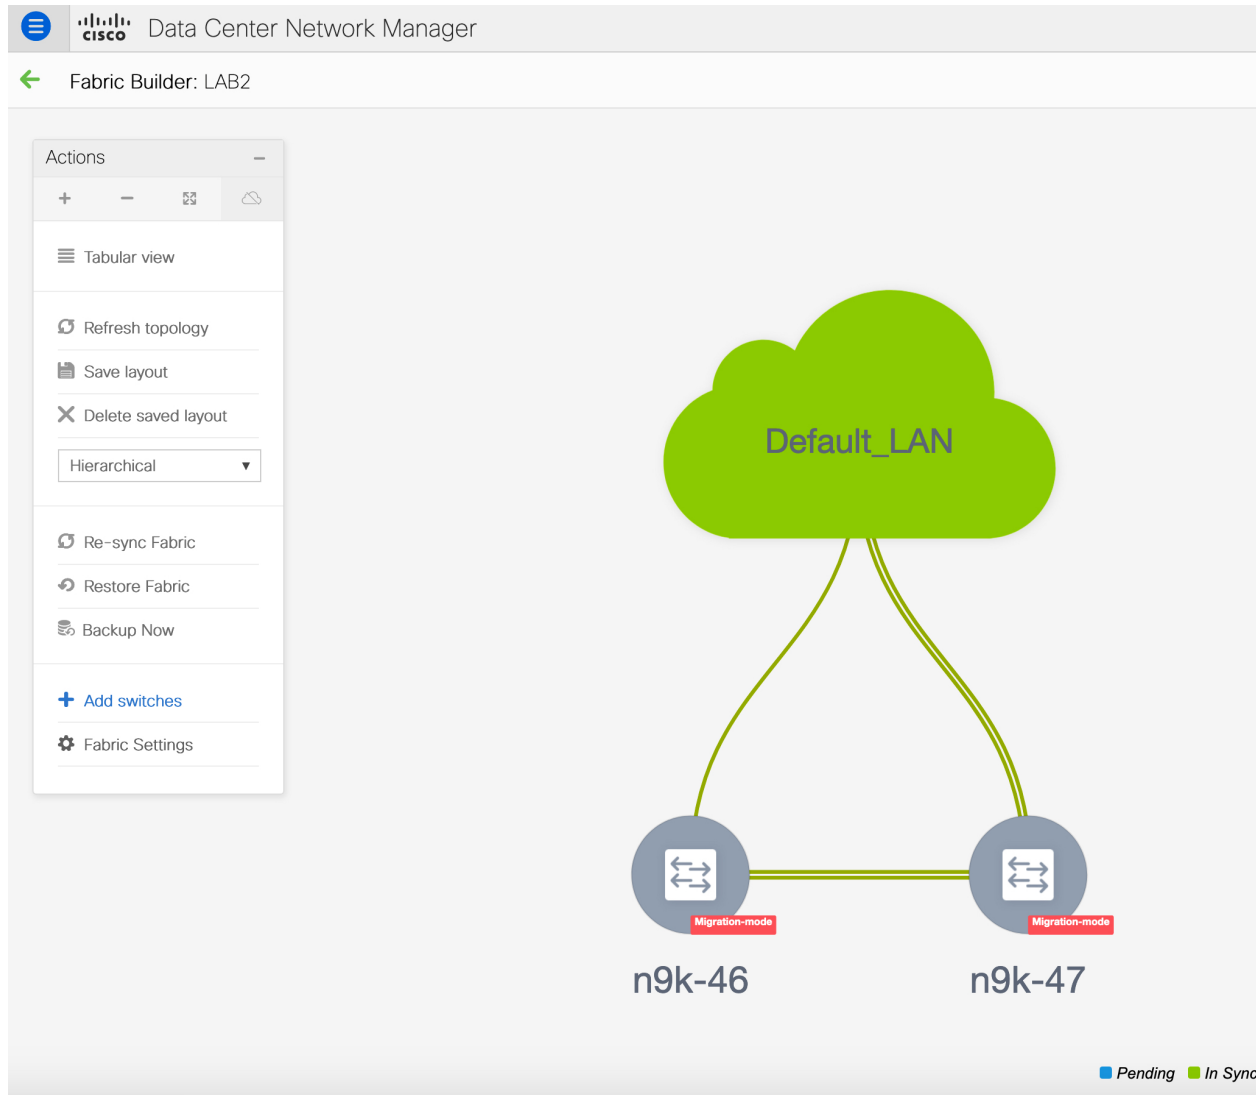 CISCO Data Center Network Manager
Fabric Builder: LAB2
Actions
Tabular view
Refresh topology
Save layout
Delete saved layout
Hierarchical
Re-sync Fabric
Restore Fabric
Backup Now
Add switches
Fabric Settings
Default_LAN
Migration-mode
Migration-mode
n9k-46
n9k-47
Pending In Sync